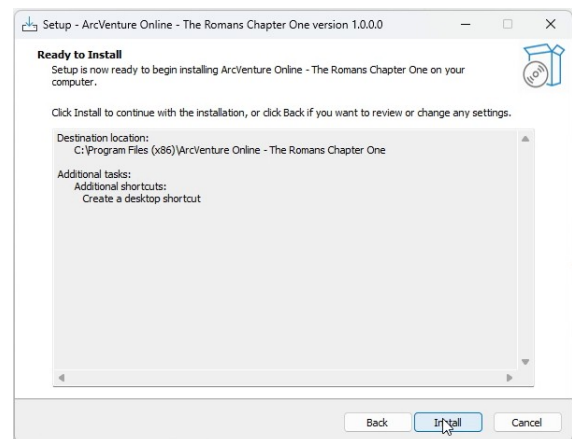 Setup - ArcVenture Online - The Romans Chapter One version 1.0.0.0
Ready to Install
Setup is now ready to begin installing ArcVenture Online - The Romans Chapter One on your
computer.
Click Install to continue with the installation, or click Back if you want to review or change any settings.
Destination location:
C:\Program Files (x86)\ArcVenture Online - The Romans Chapter One
Additional tasks:
Additional shortcuts:
Create a desktop shortcut
Back Install Cancel